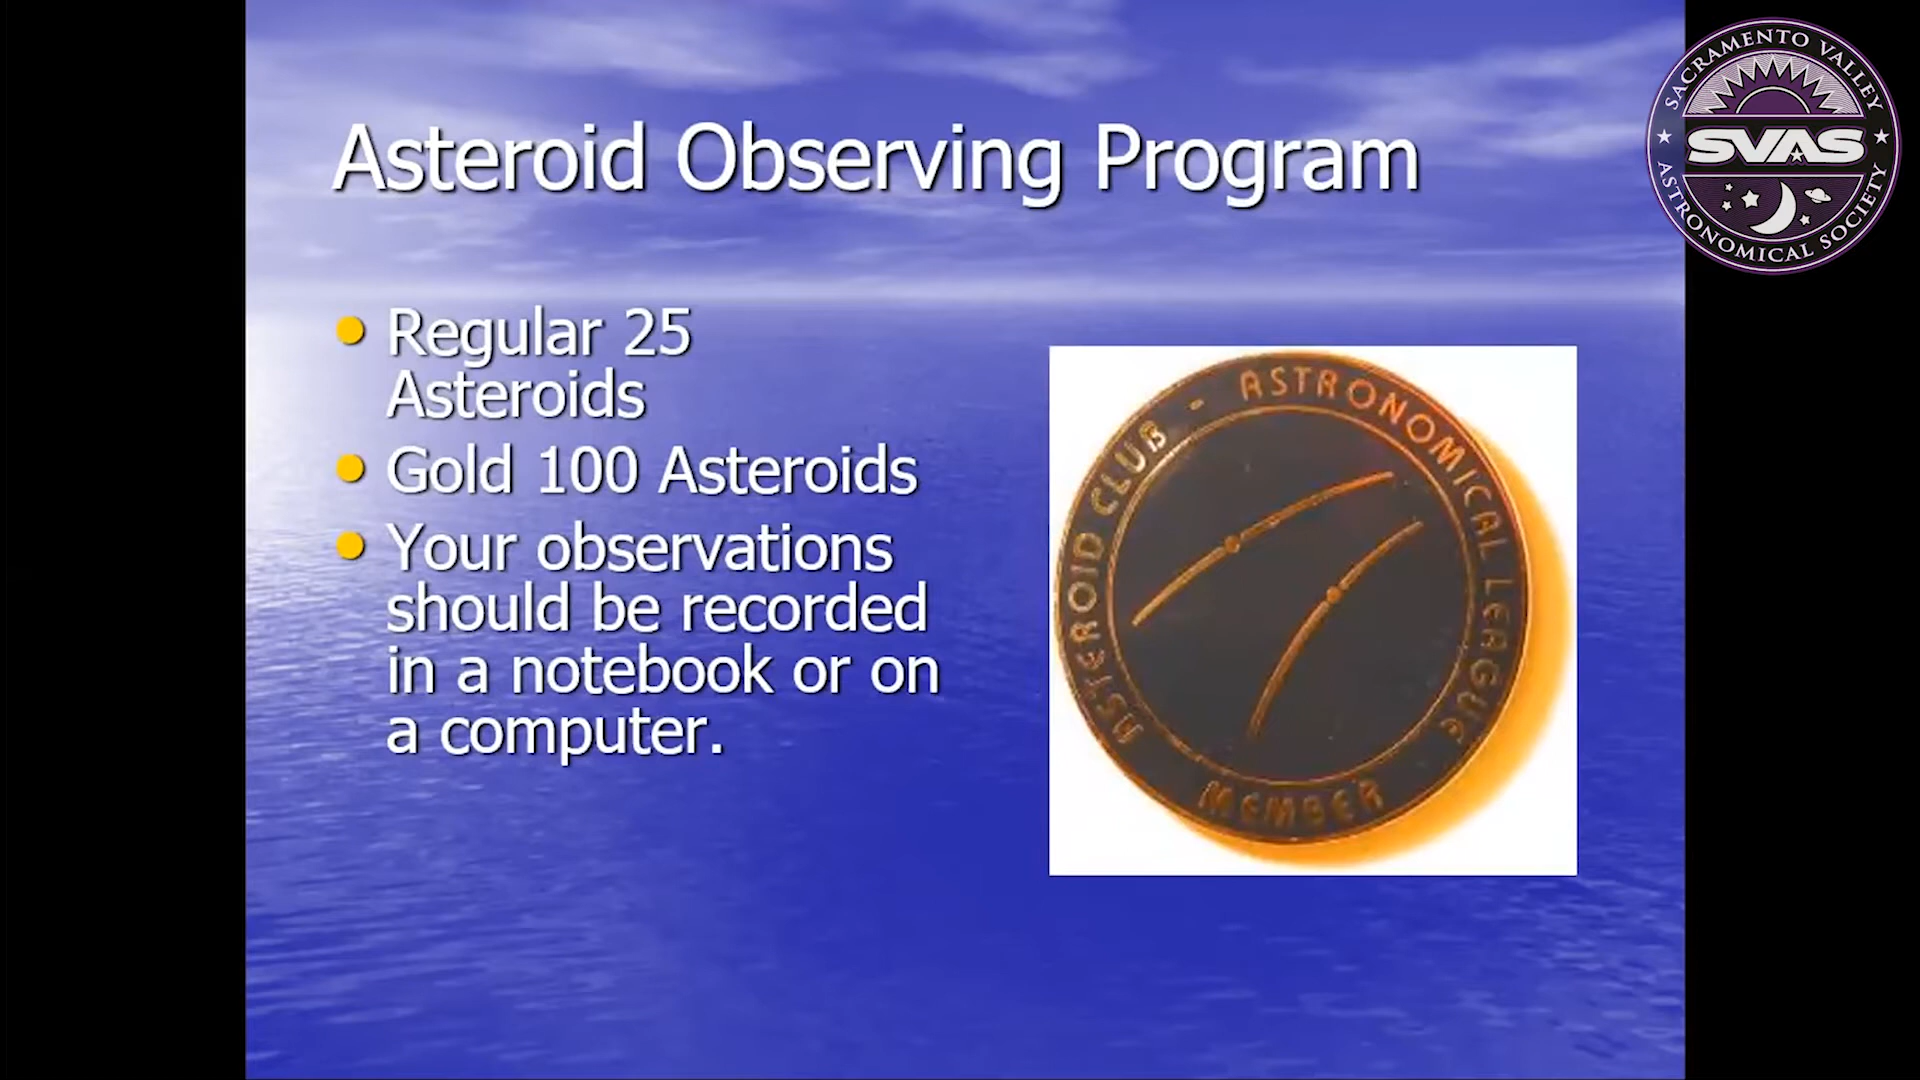 Asteroid Observing Program
Regular 25
Asteroids
Gold 100 Asteroids
Your observations
should be recorded
in a notebook or on
a computer.
ASTEROID CLUB - ASTRONOMICAL LEAGUE
MEMBER
SACRAMENTO VALLEY
SVAS
ASTRONOMICAL SOCIETY